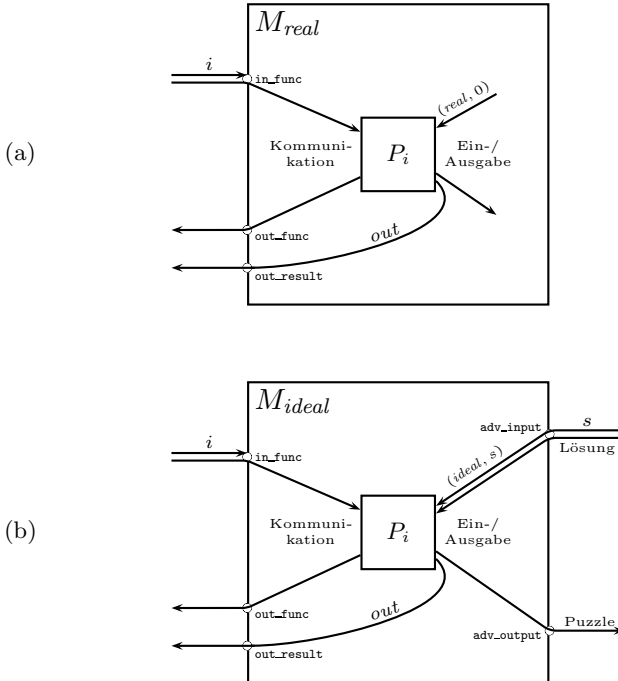 (a)
M_real
i
in_func
(real, 0)
Kommuni-
kation
P_i
Ein-/
Ausgabe
out_func
out
out_result
(b)
M_ideal
i
in_func
adv_input
s
Lösung
(ideal, s)
Kommuni-
kation
P_i
Ein-/
Ausgabe
out_func
out
out_result
Puzzle
adv_output